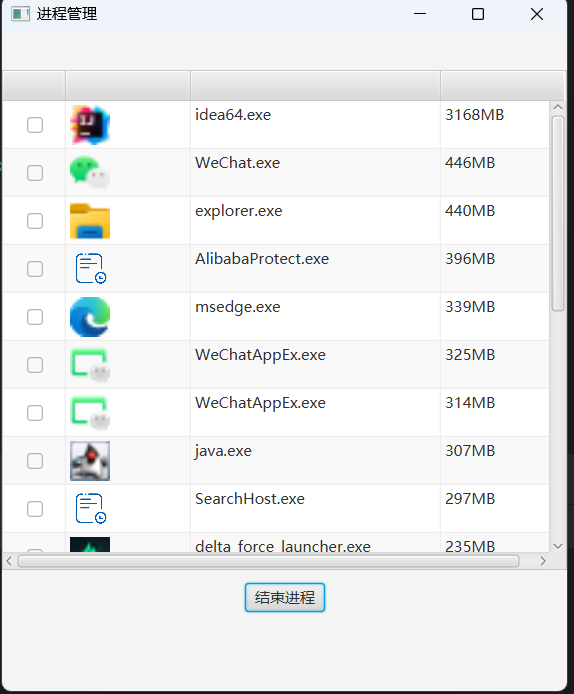 进程管理
idea64.exe 3168MB
WeChat.exe 446MB
explorer.exe 440MB
AlibabaProtect.exe 396MB
msedge.exe 339MB
WeChatAppEx.exe 325MB
WeChatAppEx.exe 314MB
java.exe 307MB
SearchHost.exe 297MB
delta_force_launcher.exe 235MB
结束进程